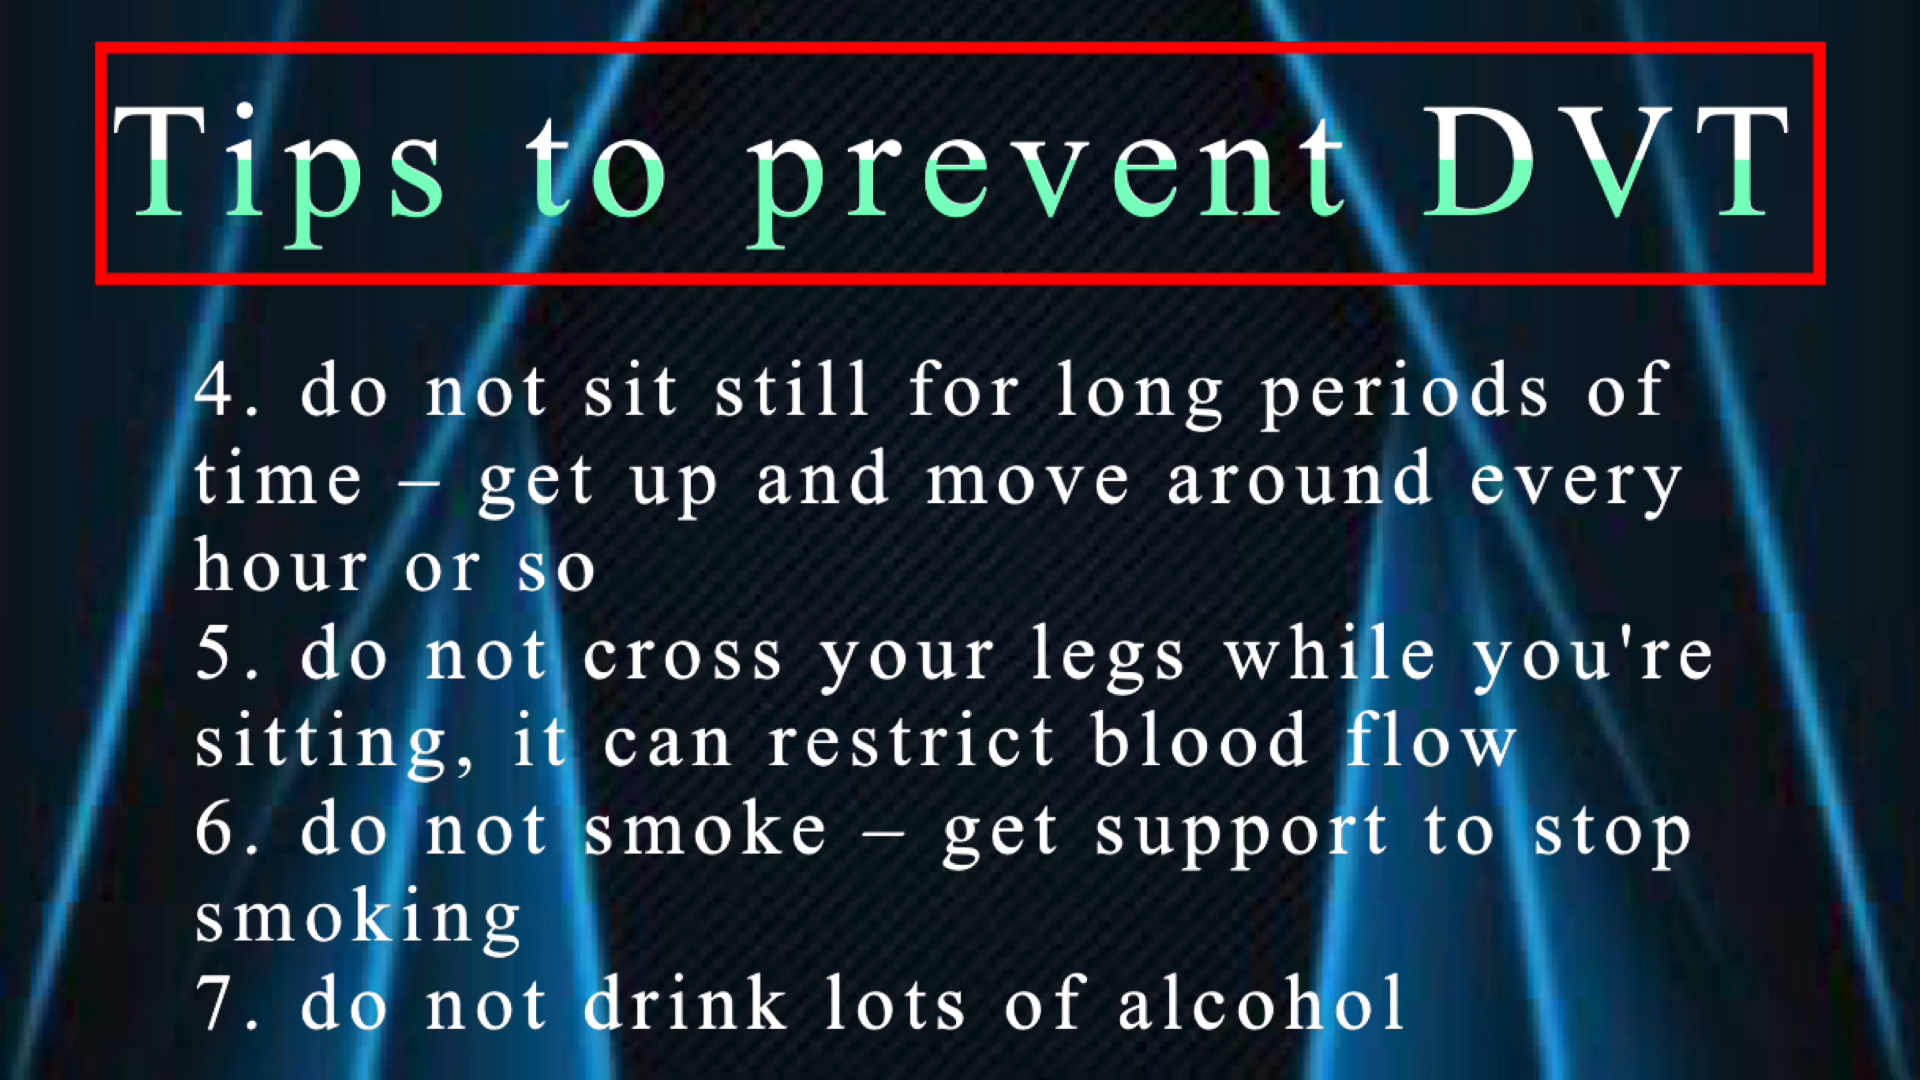 Tips to prevent DVT
4. do not sit still for long periods of
time – get up and move around every
hour or so
5. do not cross your legs while you're
sitting, it can restrict blood flow
6. do not smoke – get support to stop
smoking
7. do not drink lots of alcohol